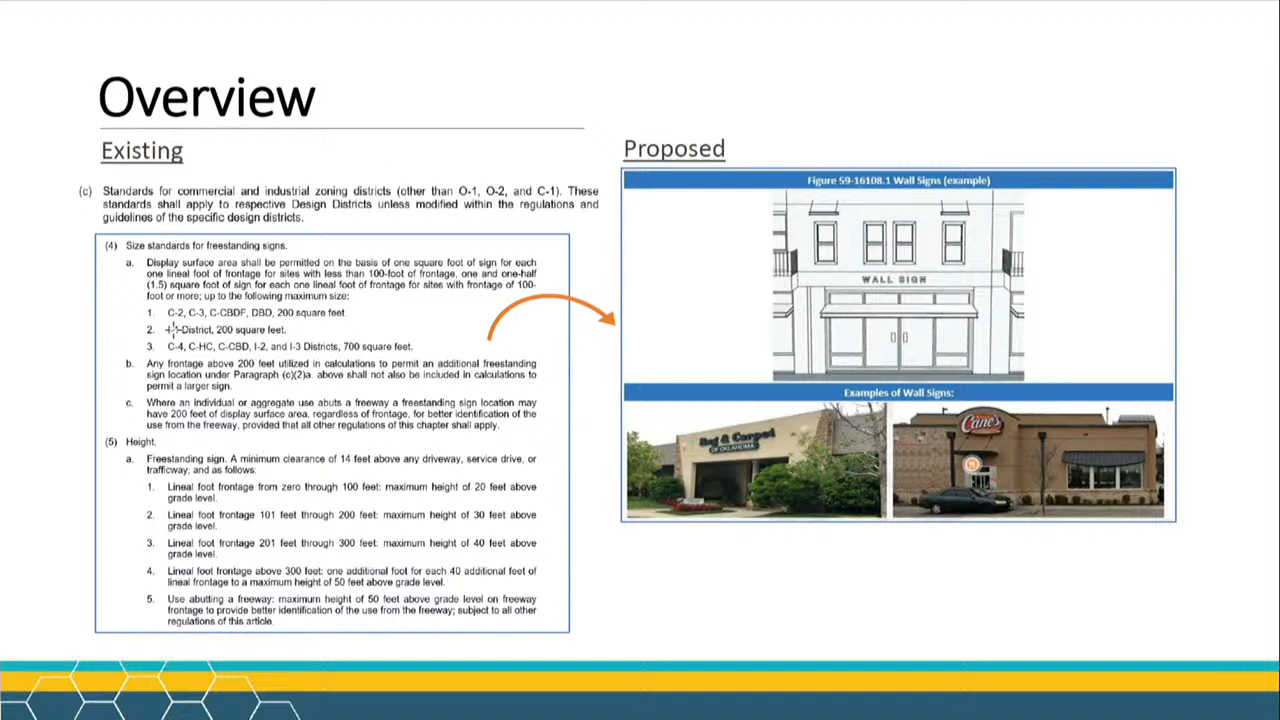 Overview
Existing
(c) Standards for commercial and industrial zoning districts (other than O-1, O-2, and C-1). These
standards shall apply to respective Design Districts unless modified within the regulations and
guidelines of the specific design districts.
(4) Size standards for freestanding signs.
a. Display surface area shall be permitted on the basis of one square foot of sign for each
one lineal foot of frontage for sites with less than 100-foot of frontage, one and one-half
(1.5) square foot of sign for each one lineal foot of frontage for sites with frontage of 100-
foot or more; up to the following maximum size:
1. C-2, C-3, C-CBDF, DBD, 200 square feet.
2. District, 200 square feet.
3. C-4, C-HC, C-CBD, I-2, and I-3 Districts, 700 square feet.
b. Any frontage above 200 feet utilized in calculations to permit an additional freestanding
sign location under Paragraph (c)(2)a. above shall not also be included in calculations to
permit a larger sign.
c. Where an individual or aggregate use abuts a freeway a freestanding sign location may
have 200 feet of display surface area, regardless of frontage, for better identification of the
use from the freeway, provided that all other regulations of this chapter shall apply.
(5) Height.
a. Freestanding sign. A minimum clearance of 14 feet above any driveway, service drive, or
trafficway, and as follows:
1. Lineal foot frontage from zero through 100 feet: maximum height of 20 feet above
grade level.
2. Lineal foot frontage 101 feet through 200 feet: maximum height of 30 feet above
grade level.
3. Lineal foot frontage 201 feet through 300 feet: maximum height of 40 feet above
grade level.
4. Lineal foot frontage above 300 feet: one additional foot for each 40 additional feet of
lineal frontage to a maximum height of 50 feet above grade level.
5. Use abutting a freeway: maximum height of 50 feet above grade level on freeway
frontage to provide better identification of the use from the freeway; subject to all other
regulations of this article.
Proposed
Figure 59-16108.1 Wall Signs (example)
WALL SIGN
Examples of Wall Signs:
Rug & Carpet
OF OKLAHOMA
Cane's